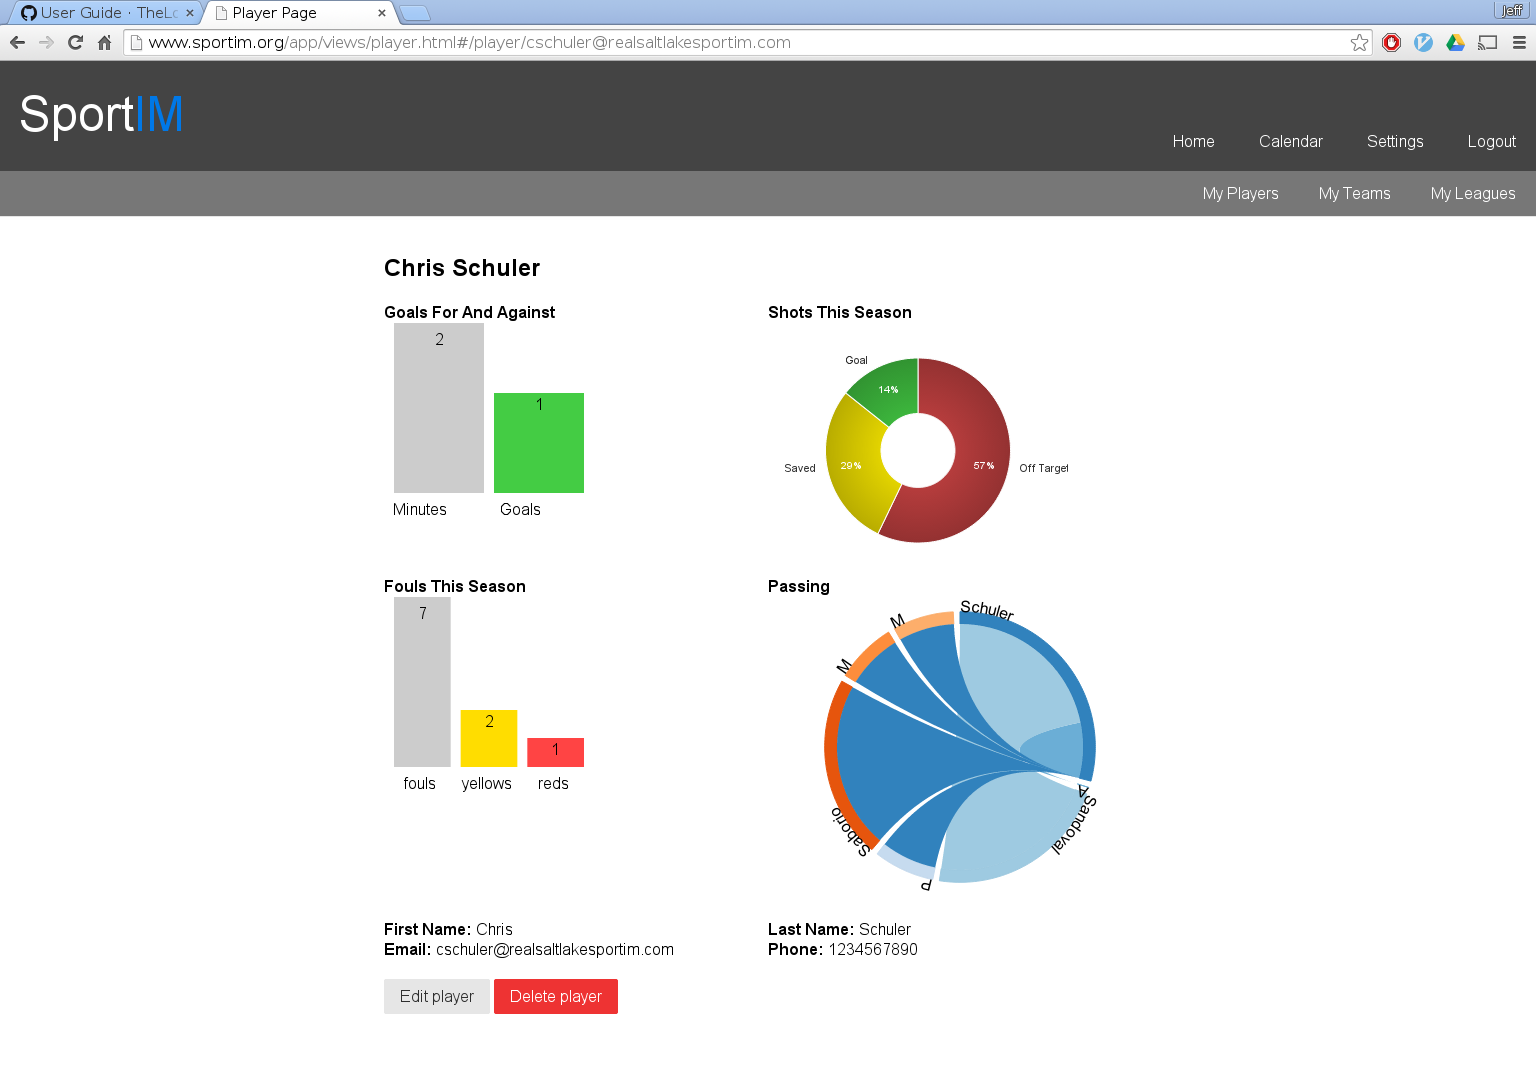 User Guide · TheLo
Player Page
Jeff
www.sportim.org/app/views/player.html#/player/cschuler@realsaltlakesportim.com
SportIM
Home Calendar Settings Logout
My Players My Teams My Leagues
Chris Schuler
Goals For And Against
2
1
Minutes Goals
Shots This Season
Goal
14%
Saved
29%
57%
Off Target
Fouls This Season
7
2
1
fouls yellows reds
Passing
Schuler
M
M
Saborio
P
Sandoval
A
First Name: Chris
Last Name: Schuler
Email: cschuler@realsaltlakesportim.com
Phone: 1234567890
Edit player
Delete player